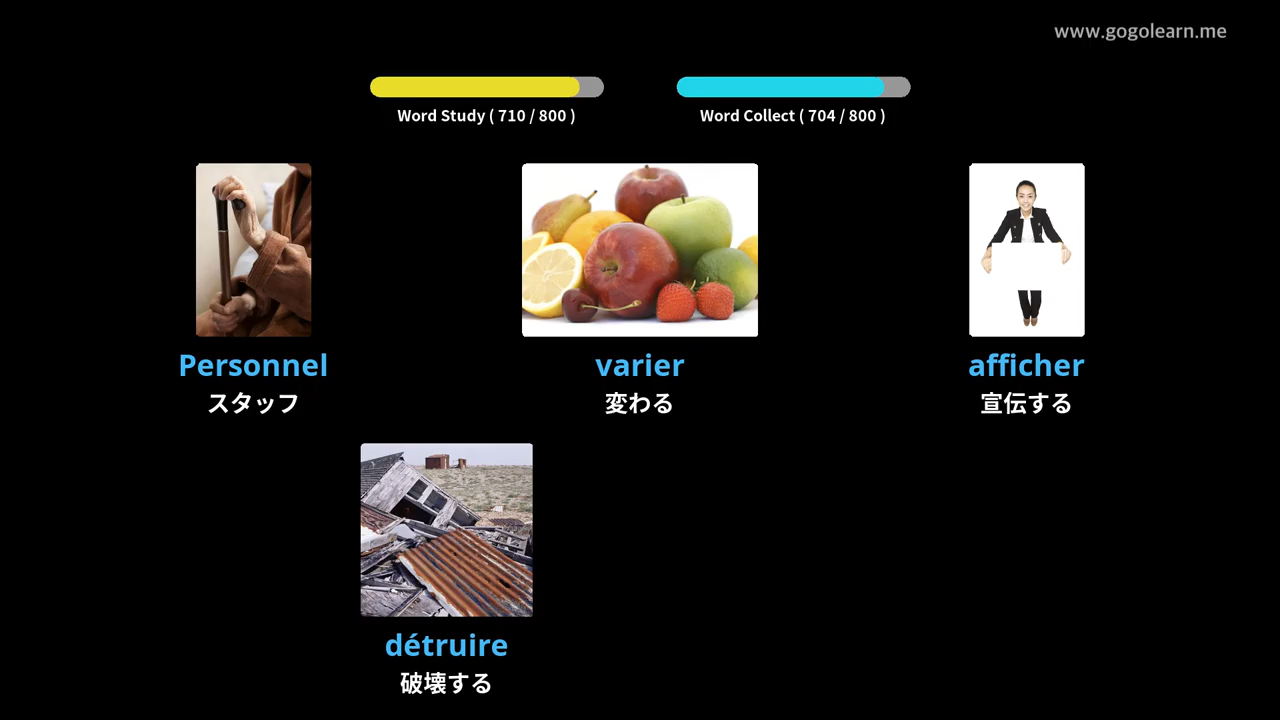 www.gogolearn.me
Word Study ( 710 / 800 )
Word Collect ( 704 / 800 )
Personnel
スタッフ
varier
変わる
afficher
宣伝する
détruire
破壊する